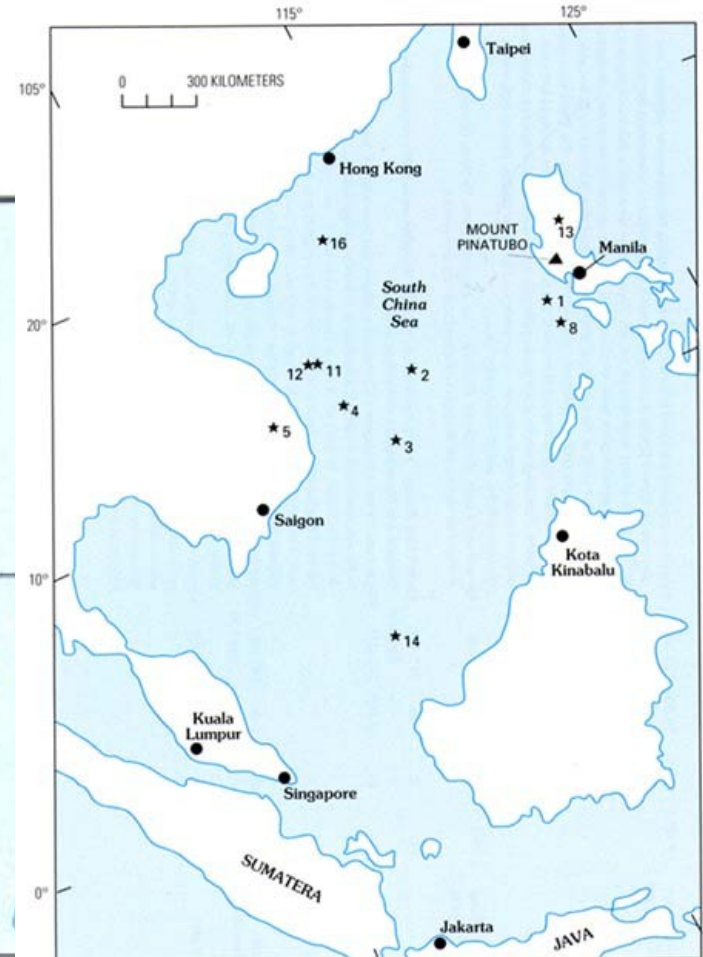 115°
125°
Taipei
0 300 KILOMETERS
105°
Hong Kong
16
13
MOUNT
PINATUBO
Manila
South
China
Sea
1
8
20°
12
11
2
4
5
3
Saigon
10°
Kota
Kinabalu
14
Kuala
Lumpur
Singapore
SUMATERA
0°
Jakarta
JAVA